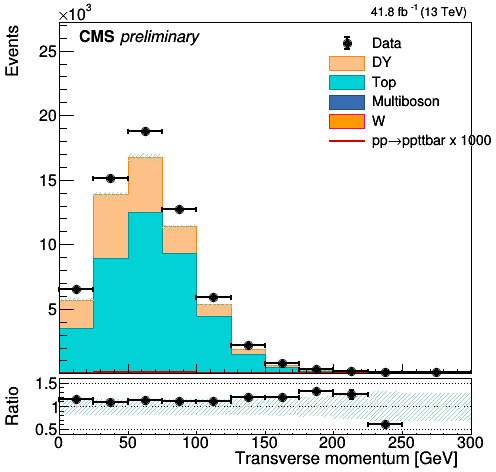 ×10³
41.8 fb⁻¹ (13 TeV)
CMS preliminary
Events
25
20
15
10
5
Data
DY
Top
Multiboson
W
pp→ppttbar x 1000
Ratio
1.5
1
0.5
0 50 100 150 200 250 300
Transverse momentum [GeV]